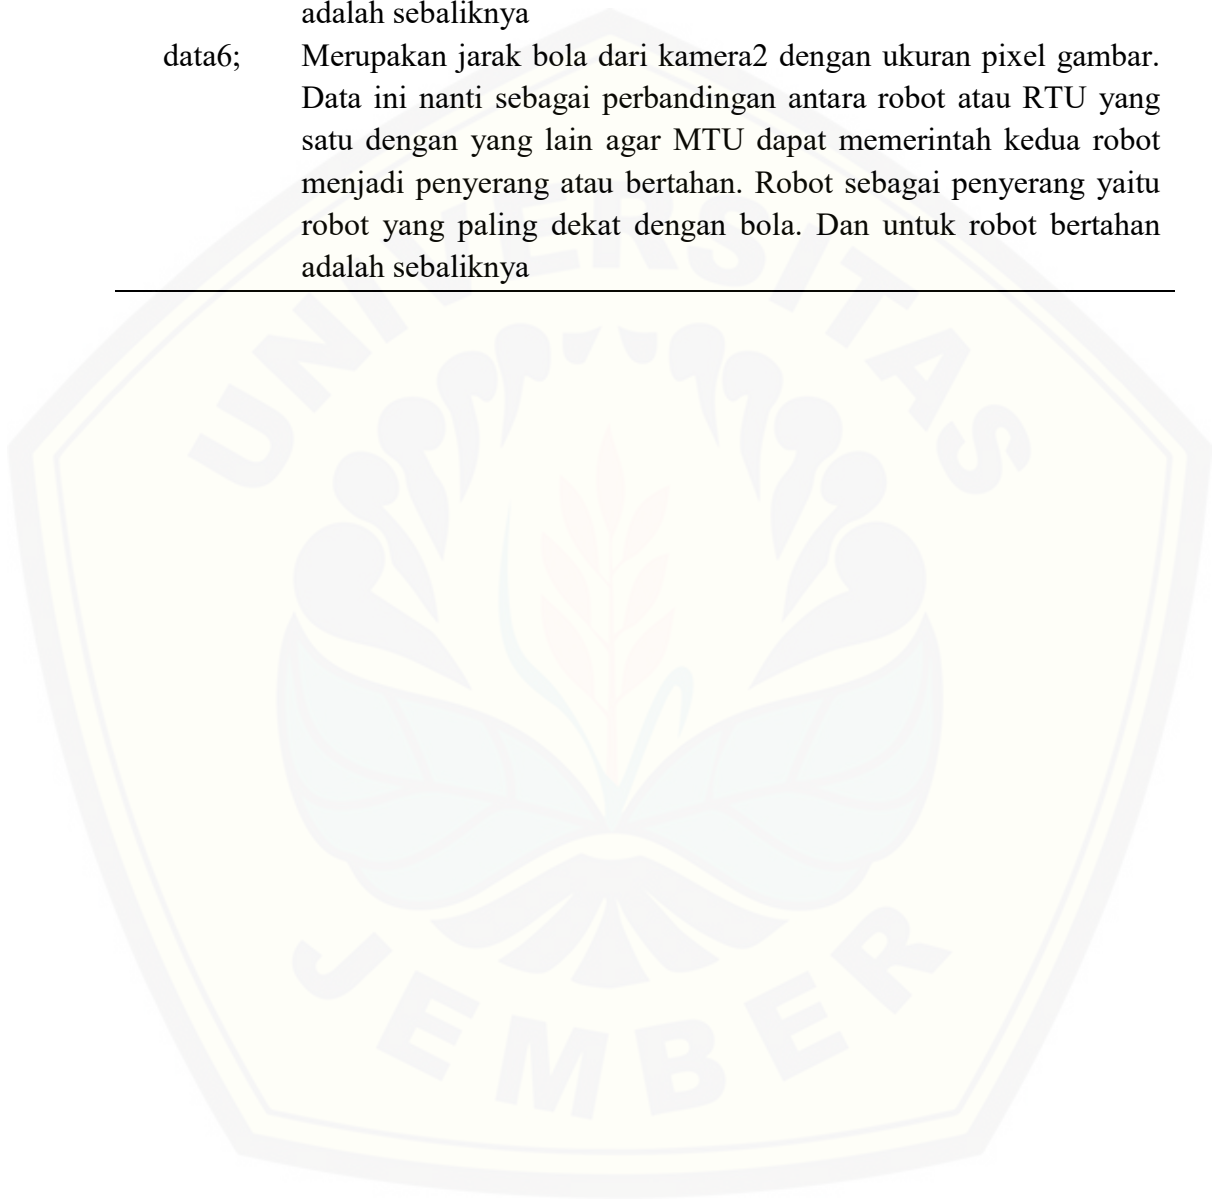 adalah sebaliknya
data6; Merupakan jarak bola dari kamera2 dengan ukuran pixel gambar.
Data ini nanti sebagai perbandingan antara robot atau RTU yang
satu dengan yang lain agar MTU dapat memerintah kedua robot
menjadi penyerang atau bertahan. Robot sebagai penyerang yaitu
robot yang paling dekat dengan bola. Dan untuk robot bertahan
adalah sebaliknya
UNIVERSITAS
JEMBER